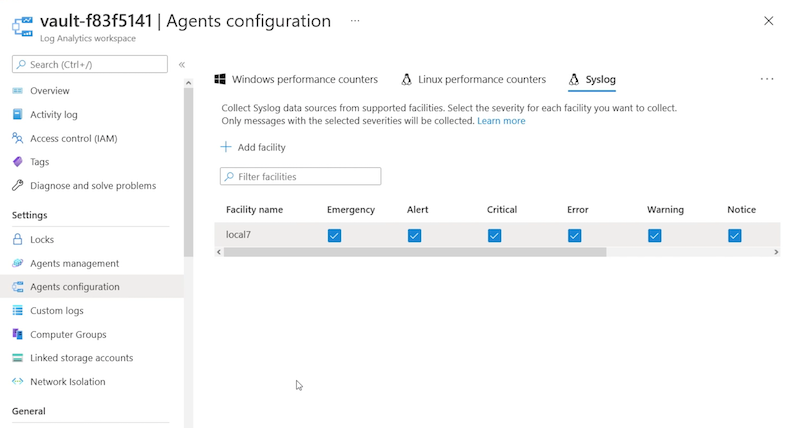 vault-f83f5141 | Agents configuration ...
Log Analytics workspace
Search (Ctrl+/)
«
Overview
Activity log
Access control (IAM)
Tags
Diagnose and solve problems
Settings
Locks
Agents management
Agents configuration
Custom logs
Computer Groups
Linked storage accounts
Network Isolation
General
Windows performance counters Linux performance counters Syslog ...
Collect Syslog data sources from supported facilities. Select the severity for each facility you want to collect.
Only messages with the selected severities will be collected. Learn more
Add facility
Filter facilities
Facility name Emergency Alert Critical Error Warning Notice
local7